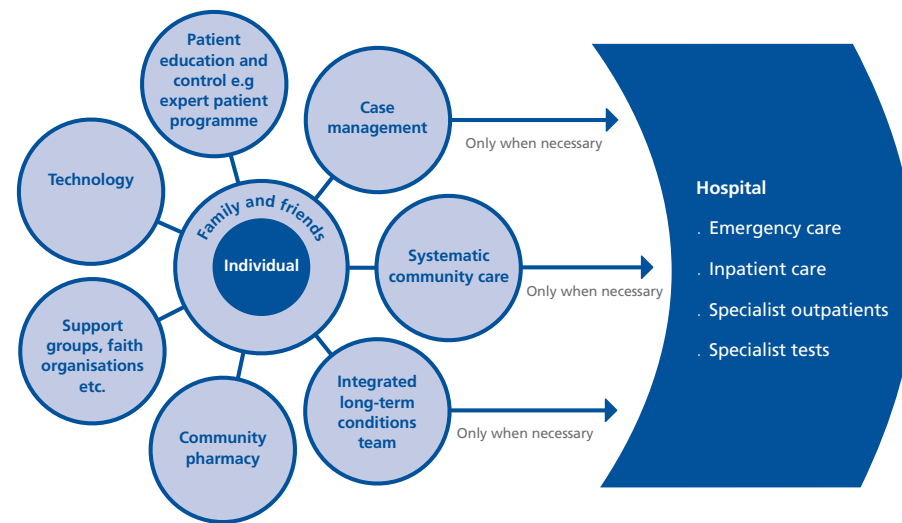 Patient
education and
control e.g
expert patient
programme
Case
management
Only when necessary
Technology
Family and friends
Individual
Systematic
community care
Only when necessary
Support
groups, faith
organisations
etc.
Integrated
long-term
conditions
team
Only when necessary
Community
pharmacy
Hospital
. Emergency care
. Inpatient care
. Specialist outpatients
. Specialist tests